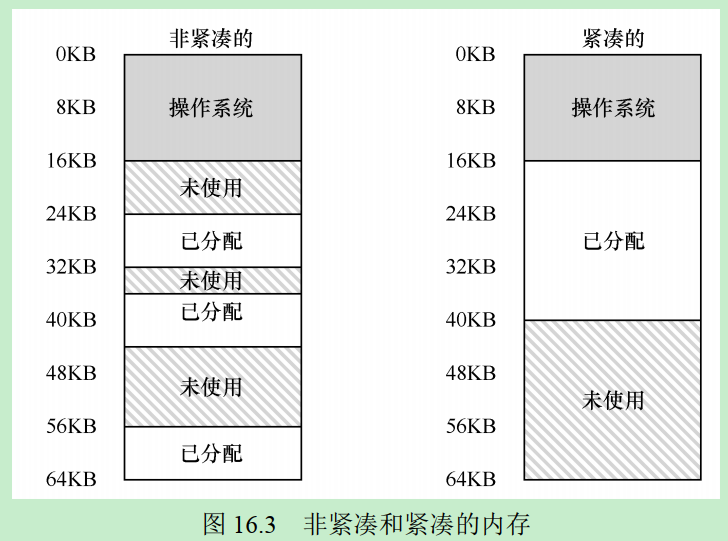 非紧凑的
0KB
8KB
16KB
24KB
32KB
40KB
48KB
56KB
64KB
操作系统
未使用
已分配
未使用
已分配
未使用
已分配
紧凑的
0KB
8KB
16KB
24KB
32KB
40KB
48KB
56KB
64KB
操作系统
已分配
未使用
图 16.3 非紧凑和紧凑的内存